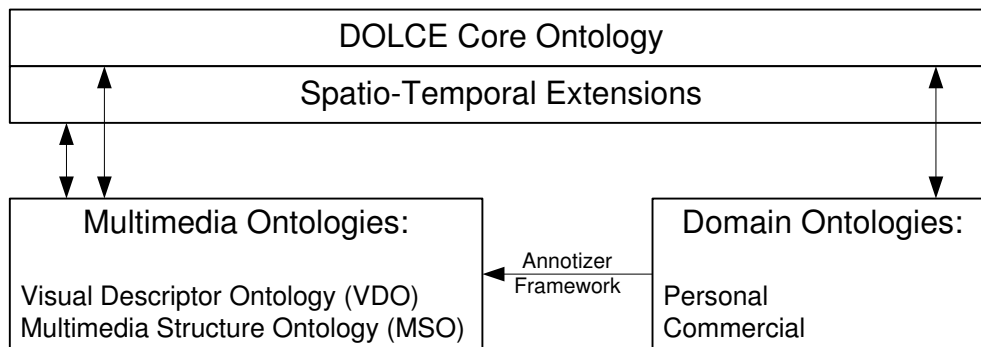 DOLCE Core Ontology
Spatio-Temporal Extensions
Multimedia Ontologies:
Visual Descriptor Ontology (VDO)
Multimedia Structure Ontology (MSO)
Annotizer
Framework
Domain Ontologies:
Personal
Commercial